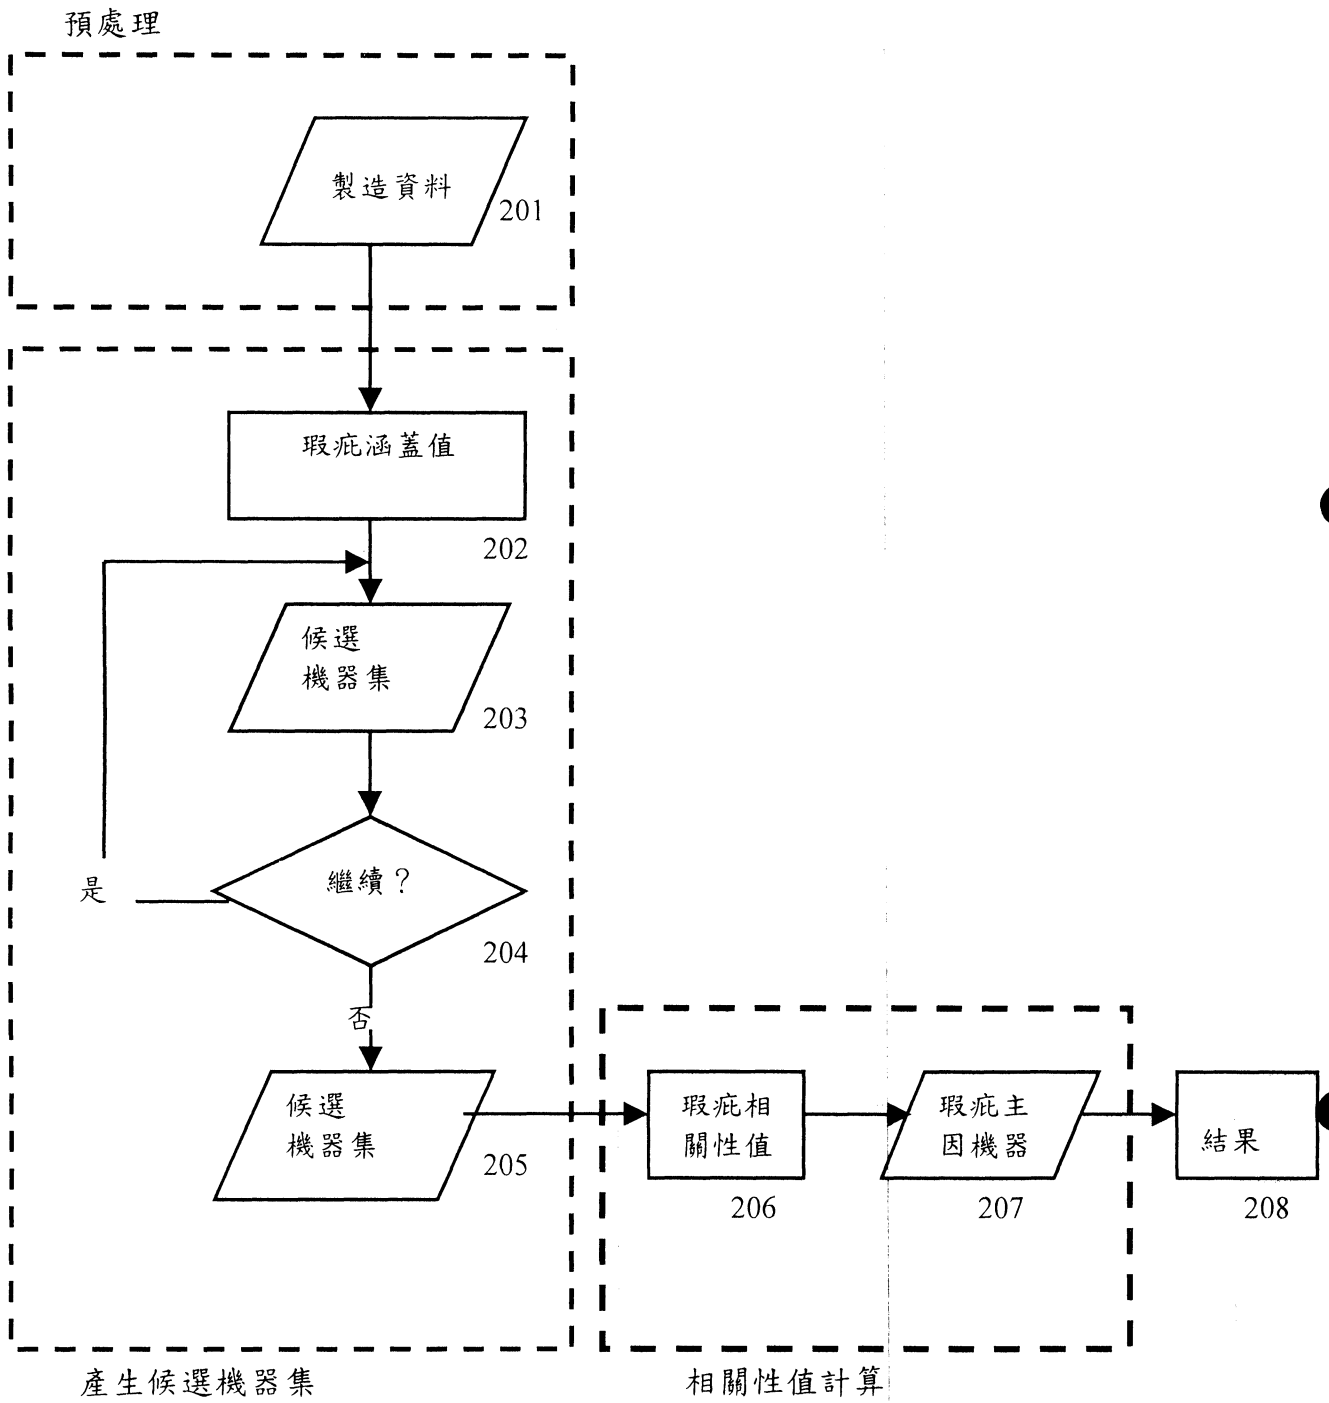 預處理
製造資料
201
瑕疵涵蓋值
202
候選
機器集
203
繼續？
204
是
否
候選
機器集
205
瑕疵相
關性值
206
瑕疵主
因機器
207
結果
208
產生候選機器集
相關性值計算